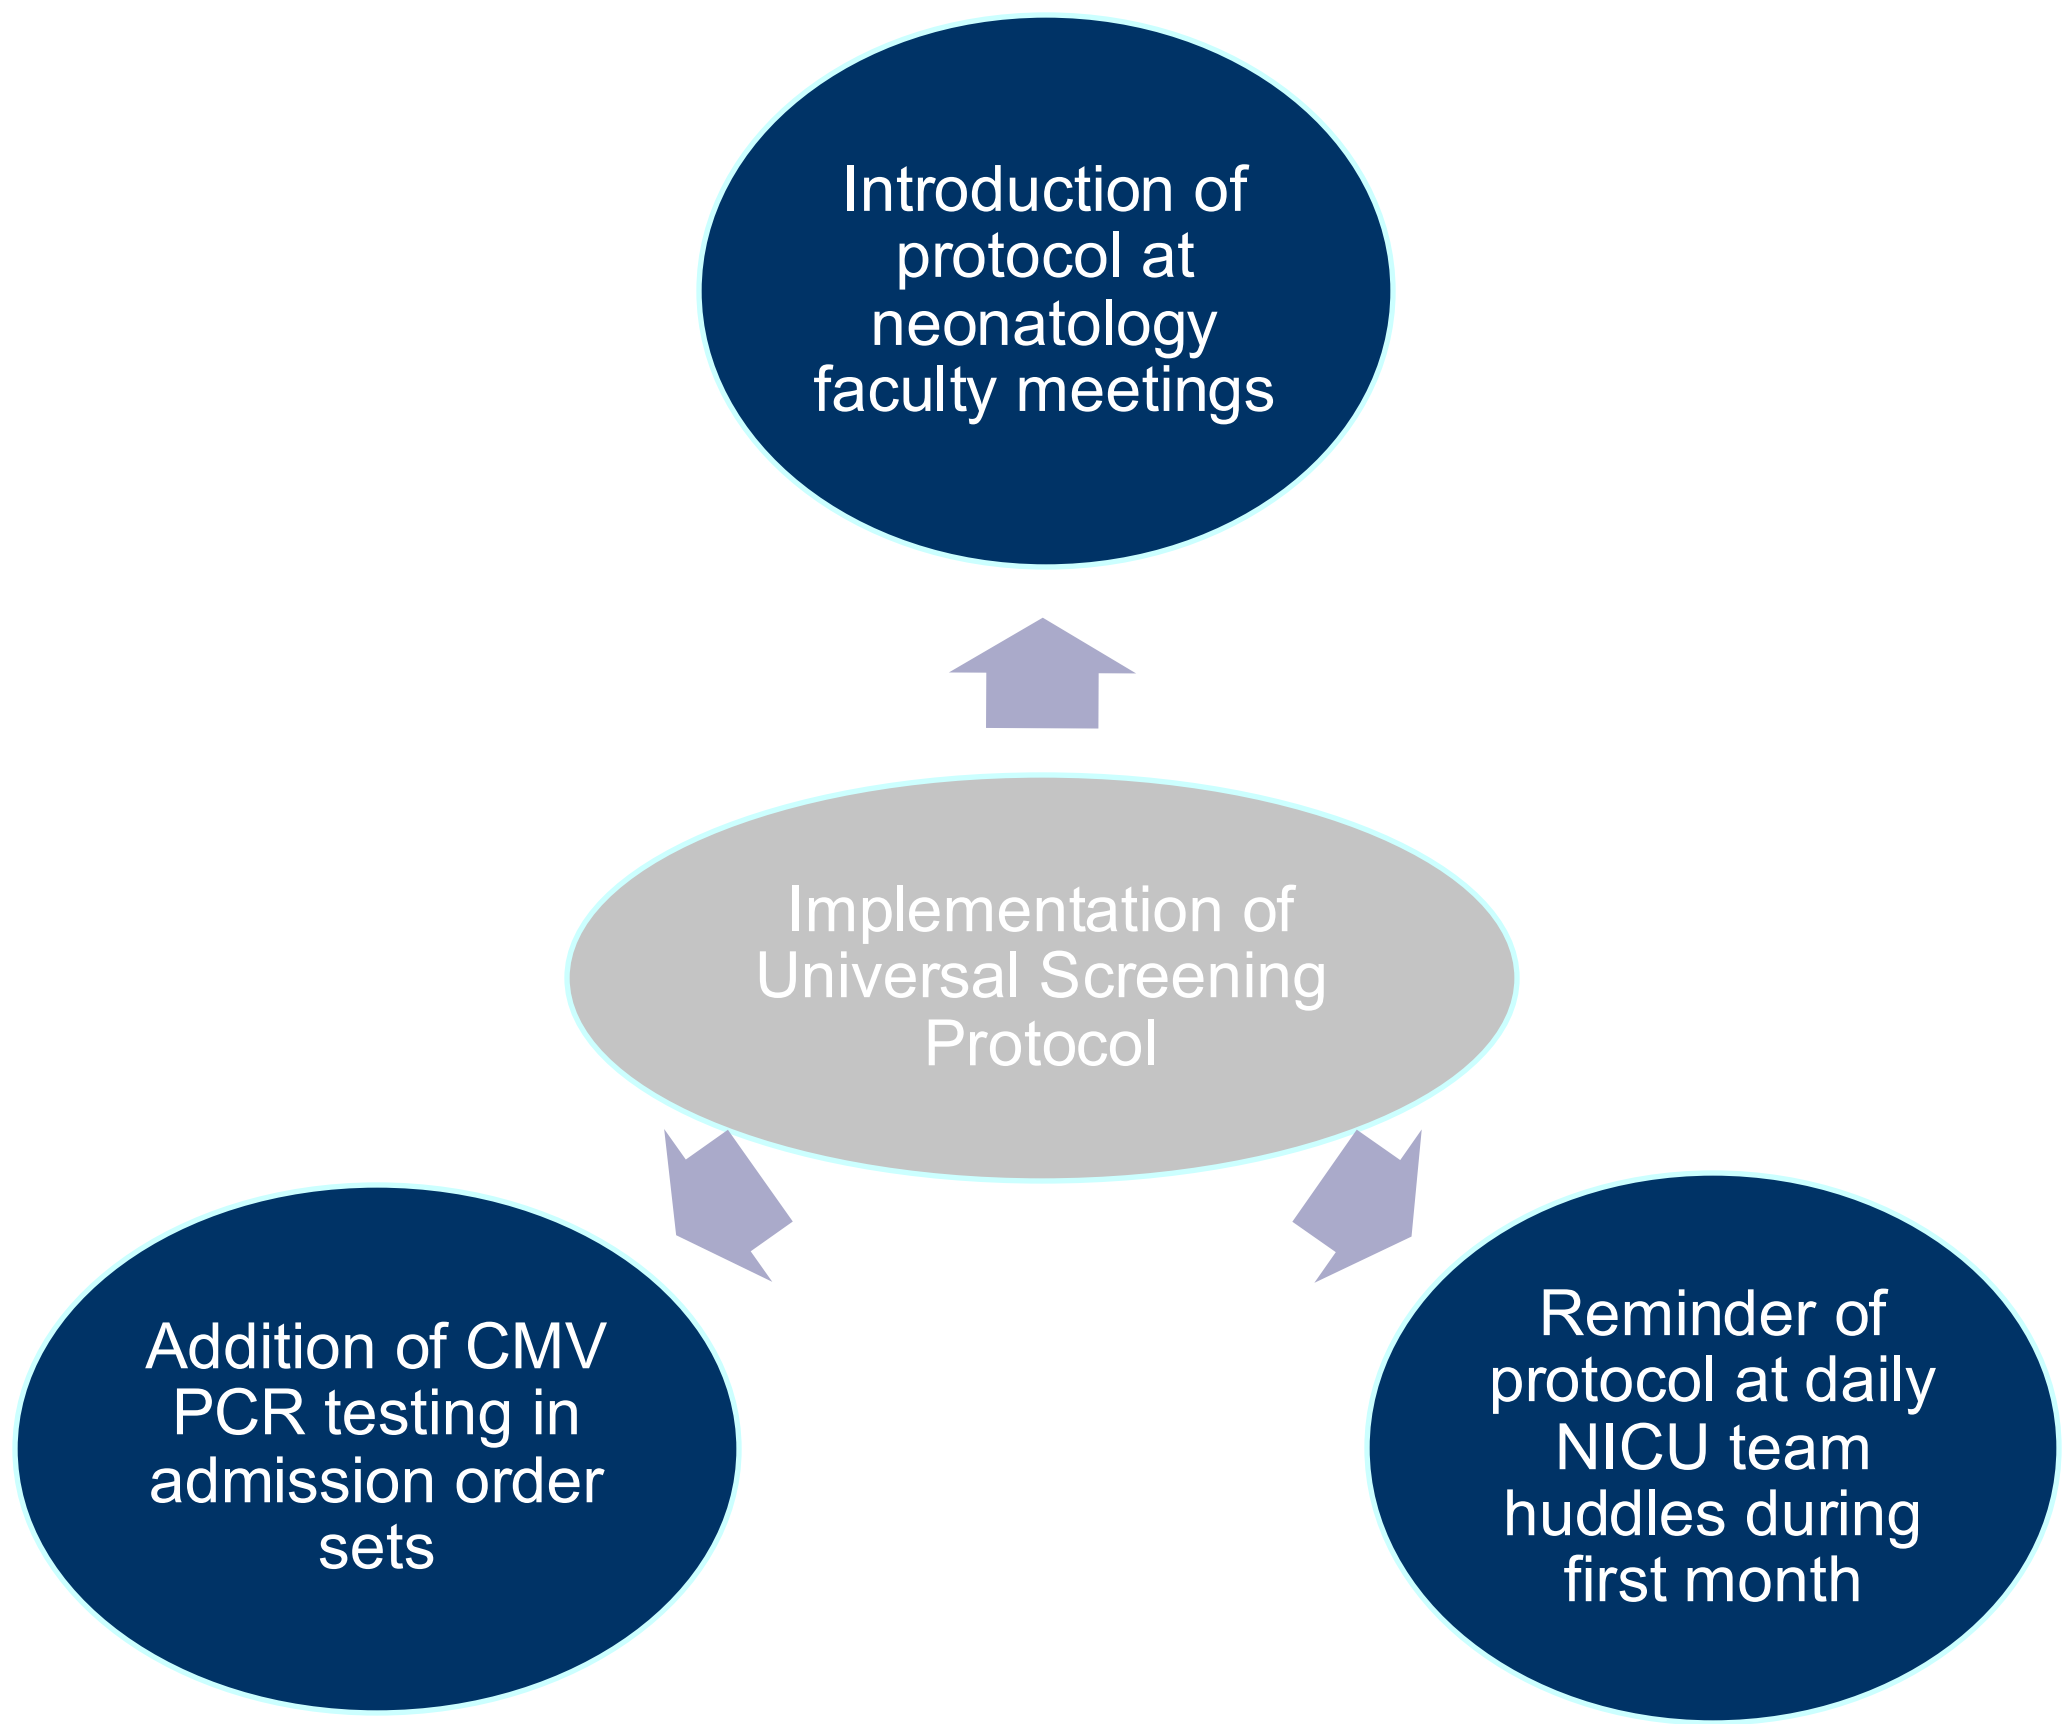 Introduction of
protocol at
neonatology
faculty meetings
Implementation of
Universal Screening
Protocol
Addition of CMV
PCR testing in
admission order
sets
Reminder of
protocol at daily
NICU team
huddles during
first month